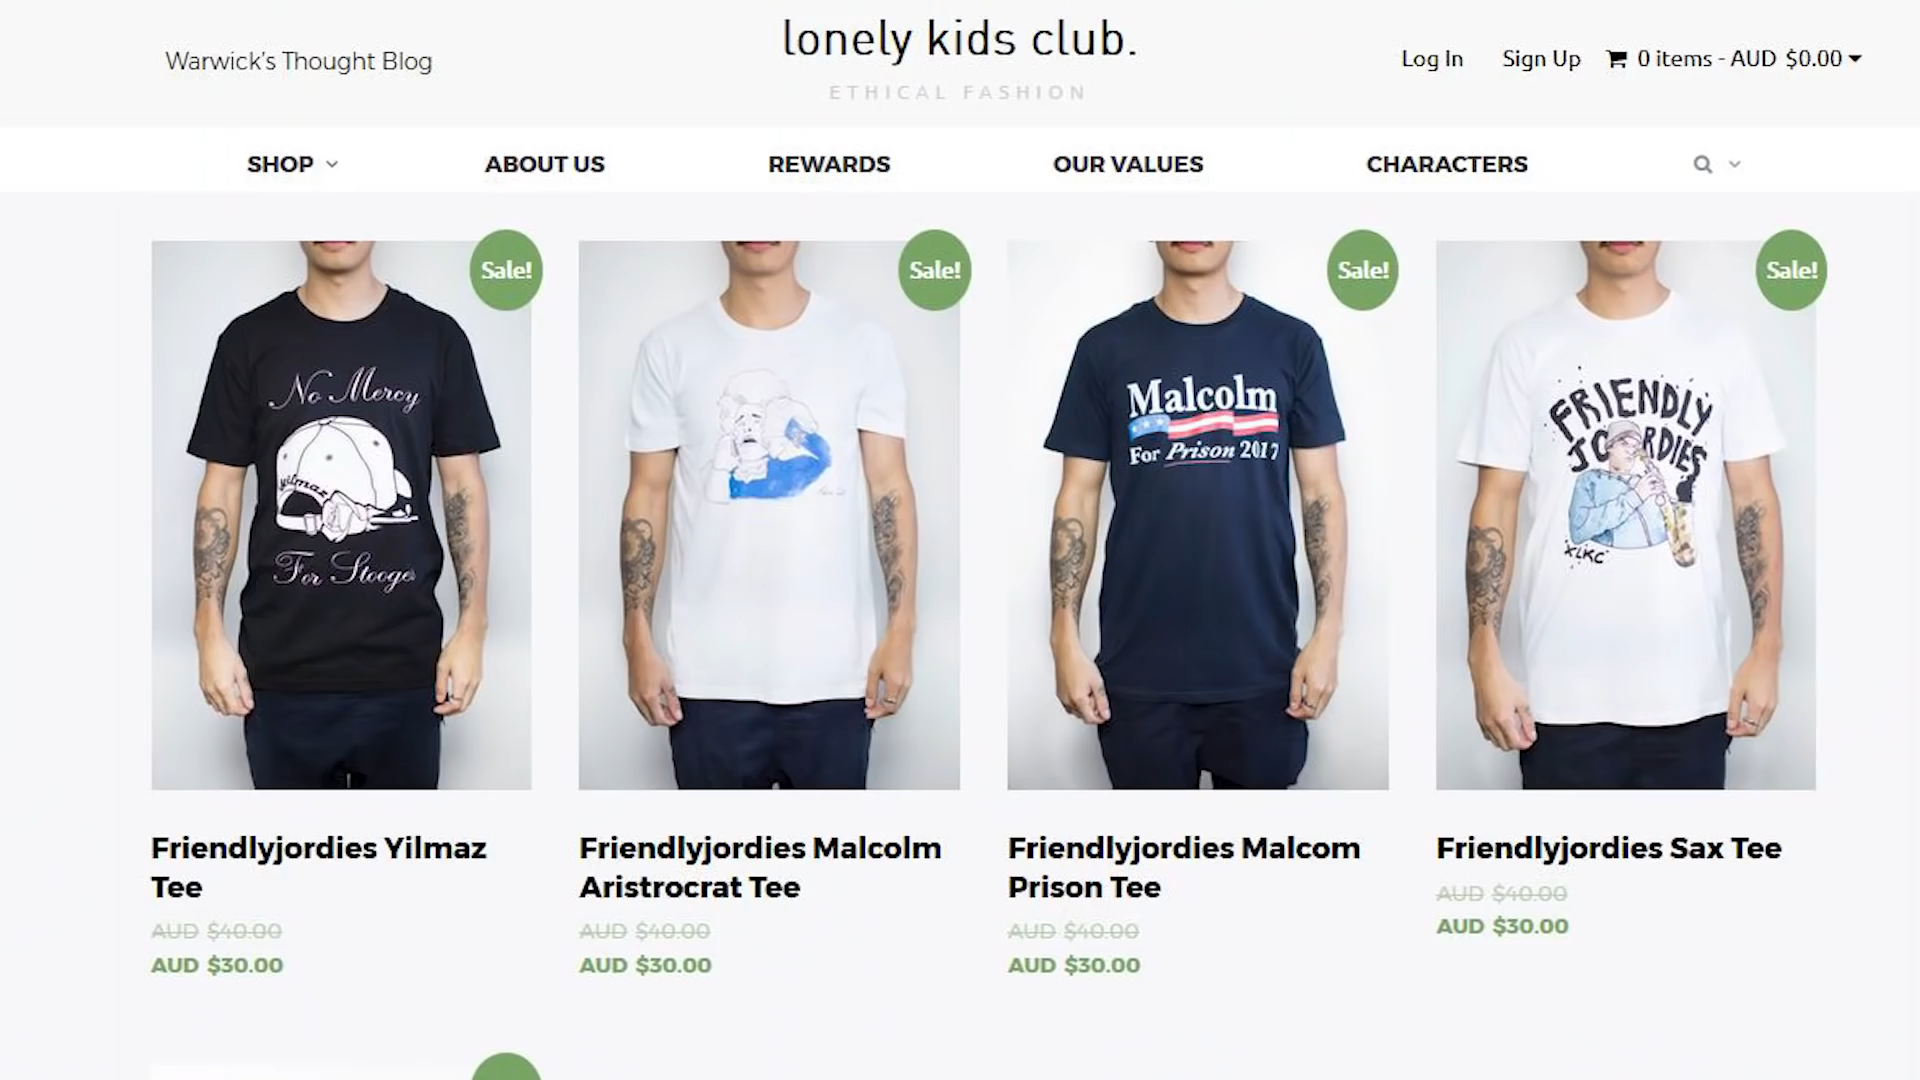 Warwick's Thought Blog
lonely kids club.
ETHICAL FASHION
Log In
Sign Up
0 items - AUD $0.00
SHOP
ABOUT US
REWARDS
OUR VALUES
CHARACTERS
Sale!
Sale!
Sale!
Sale!
No Mercy
yilmaz
For Stooges
Malcolm
For Prison 2017
FRIENDLY
JORDIES
XLKC
Friendlyjordies Yilmaz
Tee
AUD $40.00
AUD $30.00
Friendlyjordies Malcolm
Aristrocrat Tee
AUD $40.00
AUD $30.00
Friendlyjordies Malcom
Prison Tee
AUD $40.00
AUD $30.00
Friendlyjordies Sax Tee
AUD $40.00
AUD $30.00